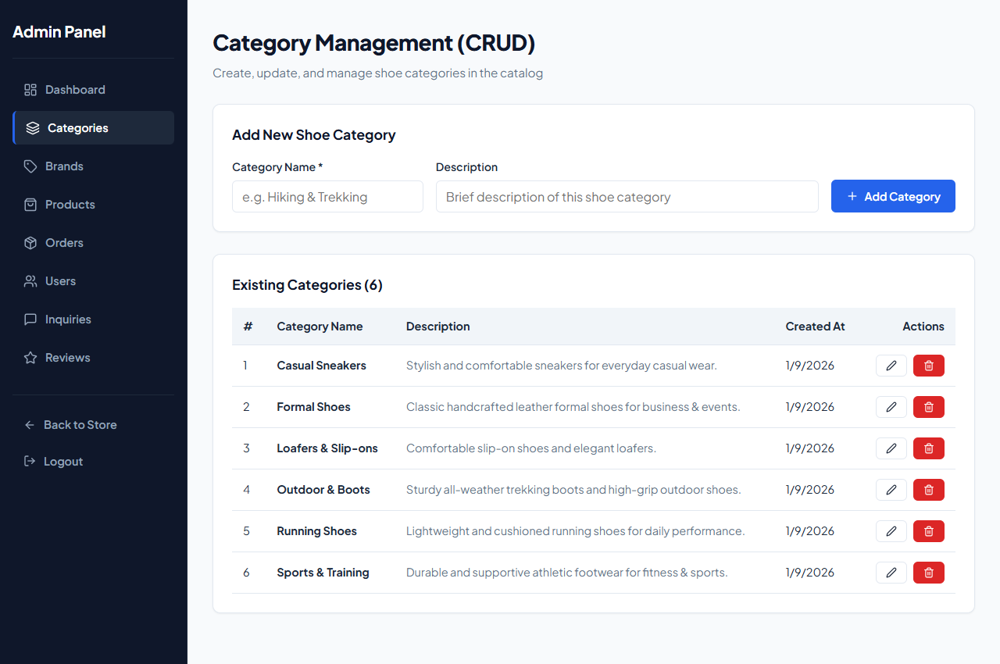 Admin Panel
Dashboard
Categories
Brands
Products
Orders
Users
Inquiries
Reviews
Back to Store
Logout
Category Management (CRUD)
Create, update, and manage shoe categories in the catalog
Add New Shoe Category
Category Name * Description
e.g. Hiking & Trekking Brief description of this shoe category + Add Category
Existing Categories (6)
# Category Name Description Created At Actions
1 Casual Sneakers Stylish and comfortable sneakers for everyday casual wear. 1/9/2026
2 Formal Shoes Classic handcrafted leather formal shoes for business & events. 1/9/2026
3 Loafers & Slip-ons Comfortable slip-on shoes and elegant loafers. 1/9/2026
4 Outdoor & Boots Sturdy all-weather trekking boots and high-grip outdoor shoes. 1/9/2026
5 Running Shoes Lightweight and cushioned running shoes for daily performance. 1/9/2026
6 Sports & Training Durable and supportive athletic footwear for fitness & sports. 1/9/2026